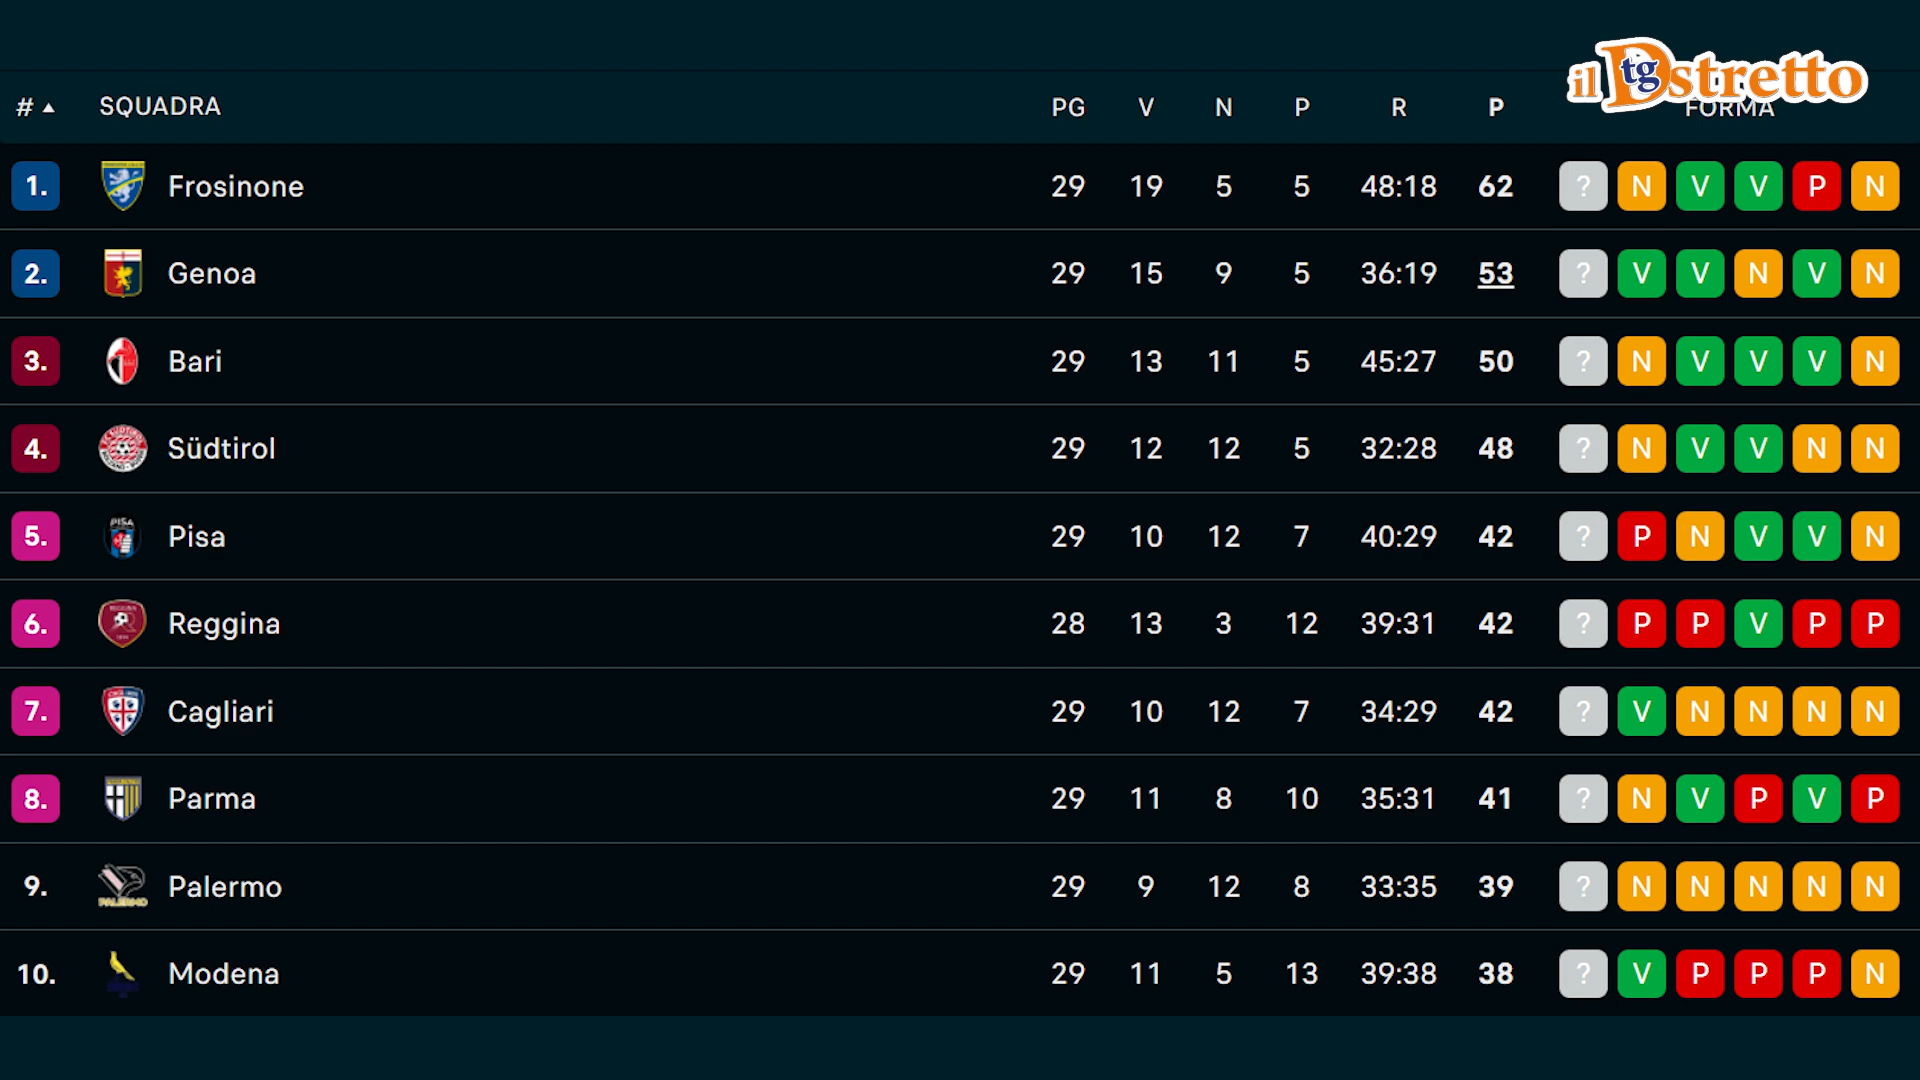 il Dstretto
tg
# ▲ SQUADRA PG V N P R P FORMA
1. Frosinone 29 19 5 5 48:18 62 ? N V V P N
2. Genoa 29 15 9 5 36:19 53 ? V V N V N
3. Bari 29 13 11 5 45:27 50 ? N V V V N
4. Südtirol 29 12 12 5 32:28 48 ? N V V N N
5. Pisa 29 10 12 7 40:29 42 ? P N V V N
PISA
6. Reggina 28 13 3 12 39:31 42 ? P P V P P
7. Cagliari 29 10 12 7 34:29 42 ? V N N N N
8. Parma 29 11 8 10 35:31 41 ? N V P V P
9. Palermo 29 9 12 8 33:35 39 ? N N N N N
PALERMO
10. Modena 29 11 5 13 39:38 38 ? V P P P N